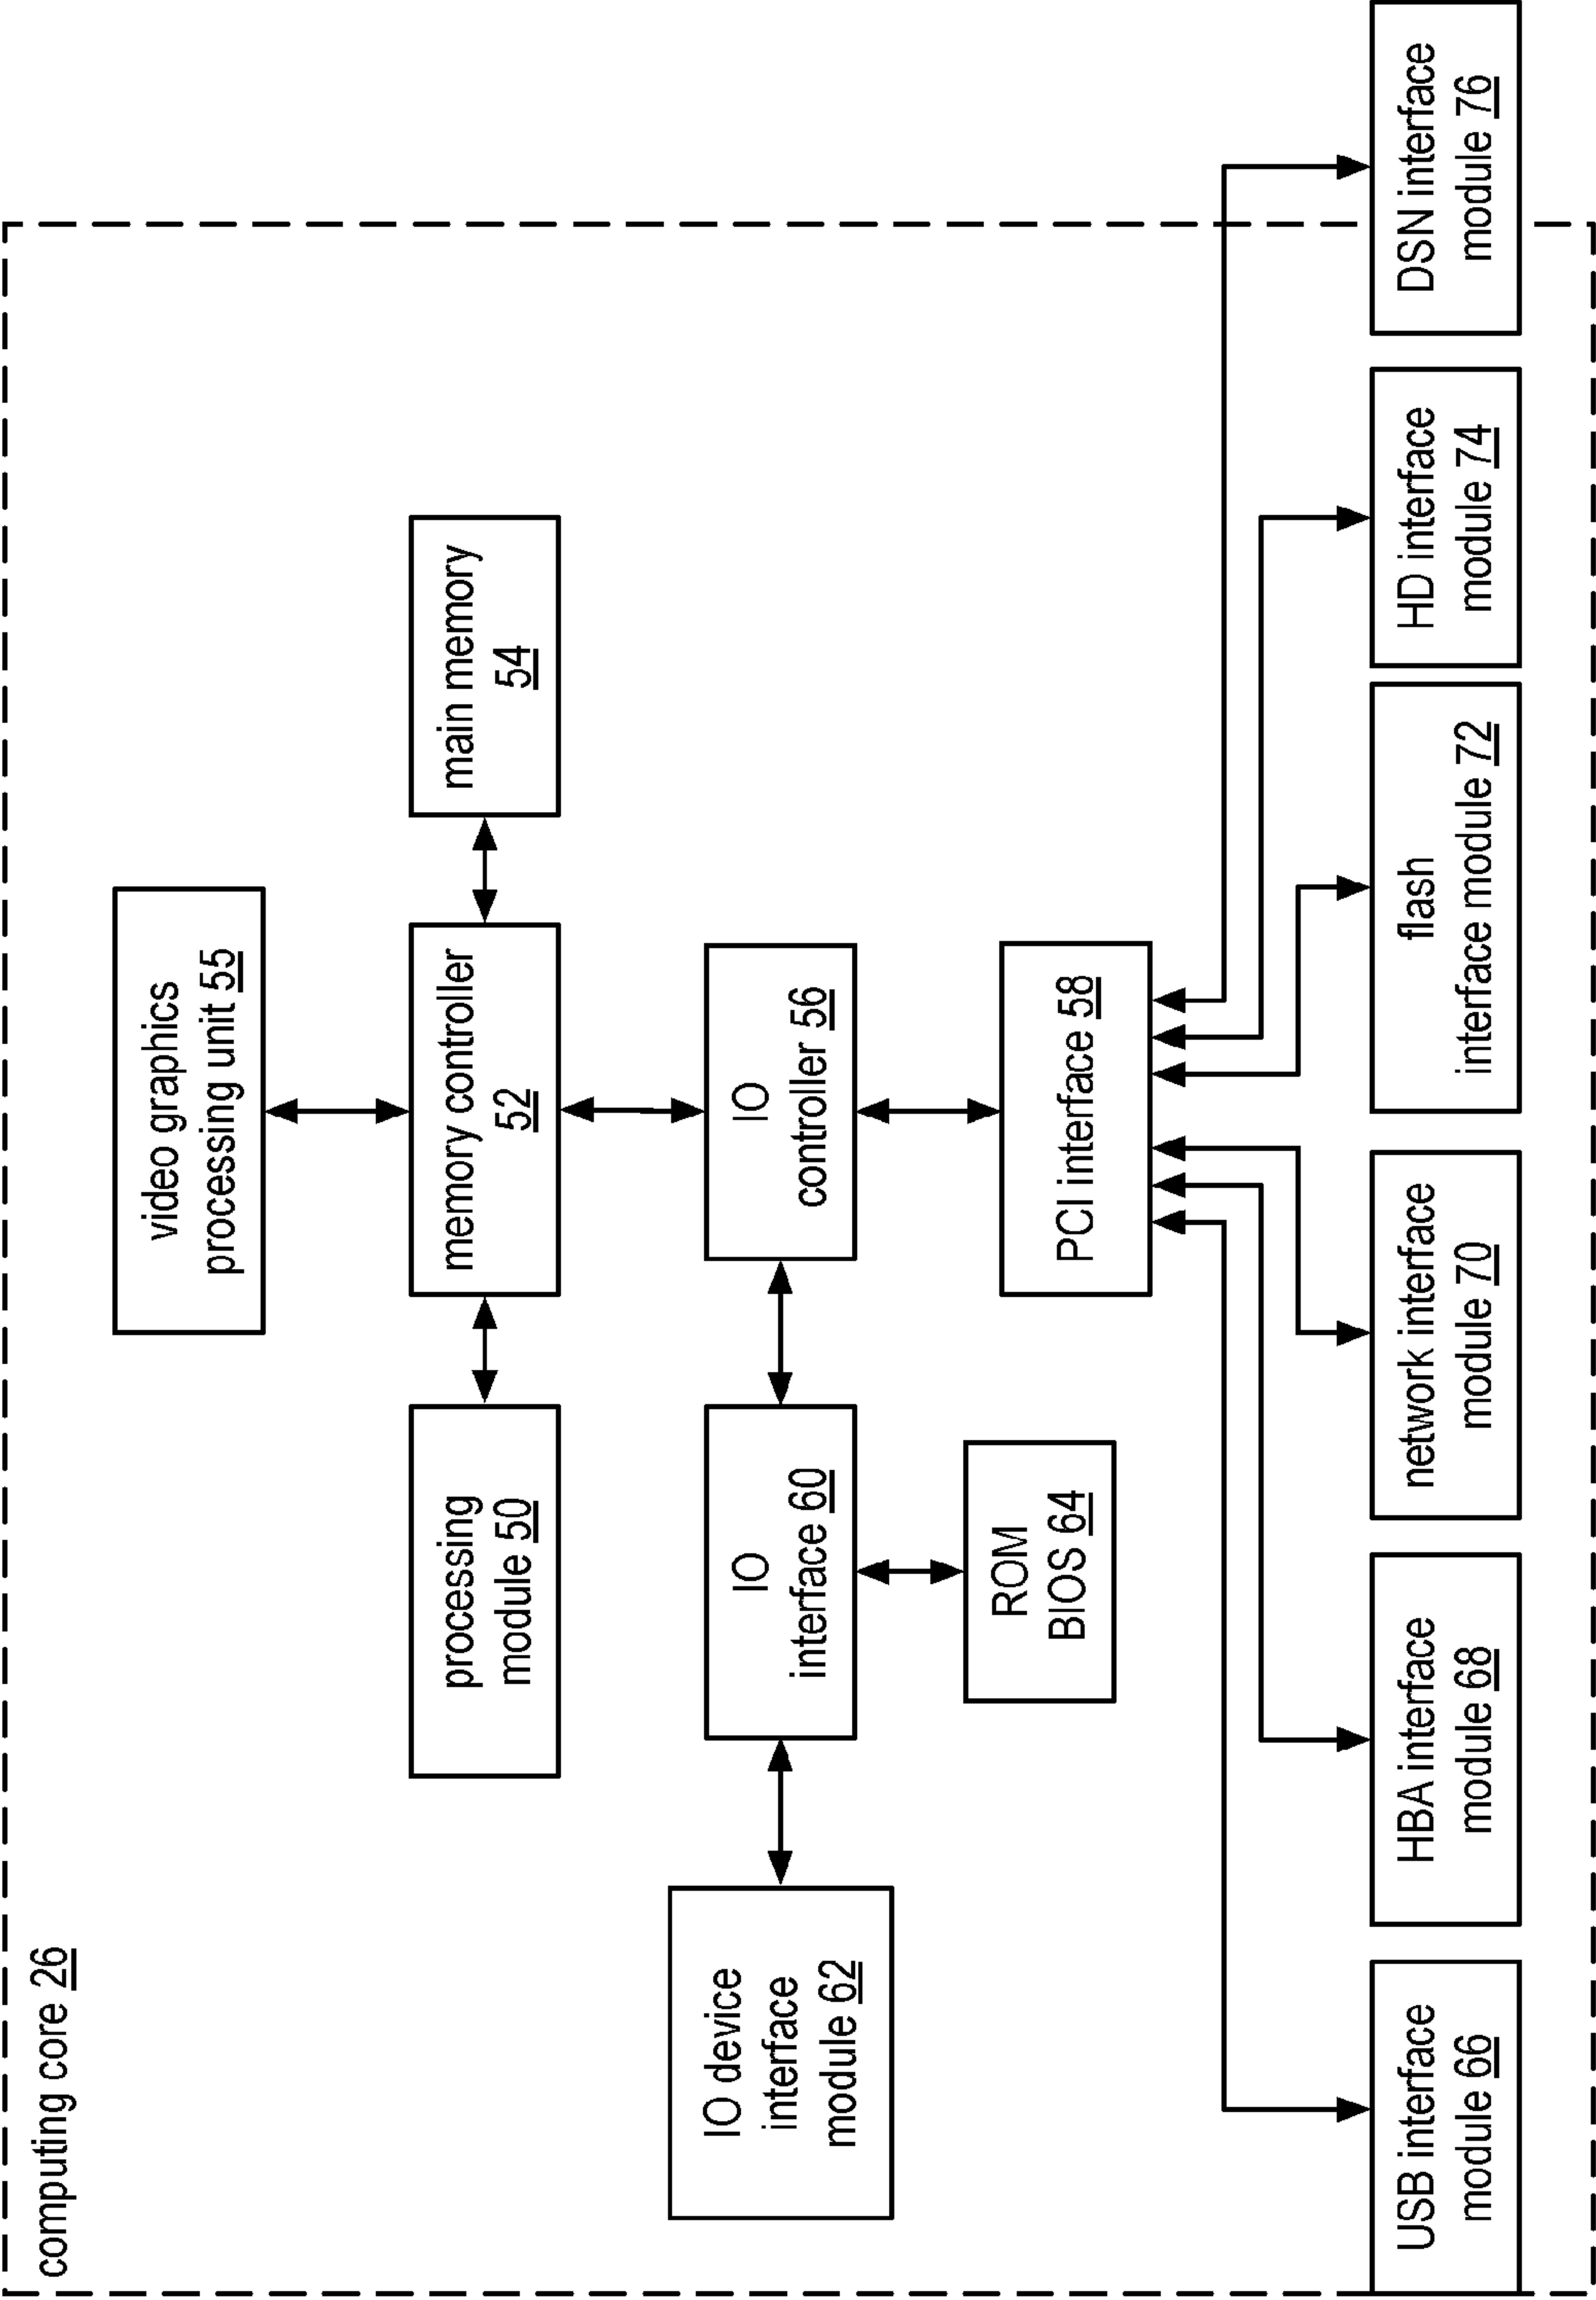 computing core 26
video graphics
processing unit 55
processing
module 50
memory controller
52
main memory
54
IO device
interface
module 62
IO
interface 60
IO
controller 56
ROM
BIOS 64
PCI interface 58
USB interface
module 66
HBA interface
module 68
network interface
module 70
flash
interface module 72
HD interface
module 74
DSN interface
module 76